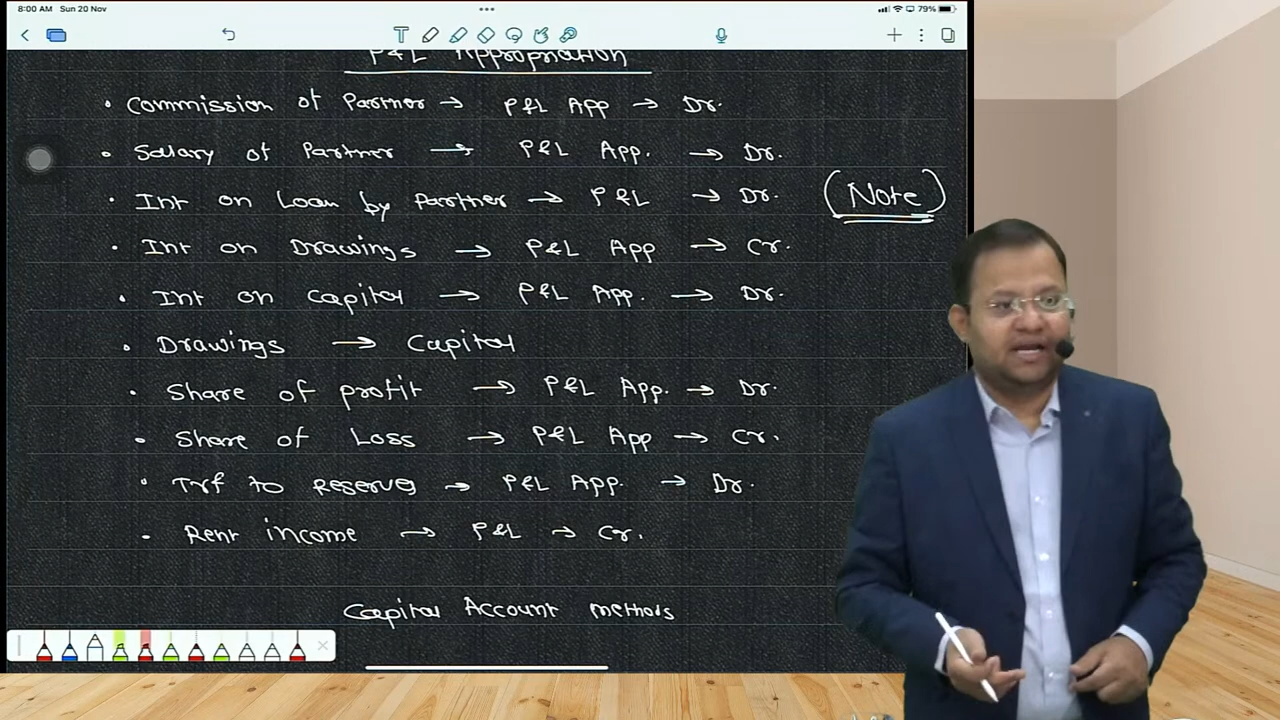 8:00 AM Sun 20 Nov 79%
P&L Appropriation
• Commission of Partner → P&L App → Dr.
• Salary of Partner → P&L App. → Dr.
• Int on Loan by Partner → P&L → Dr. (Note)
• Int on Drawings → P&L App → Cr.
• Int on Capital → P&L App. → Dr.
• Drawings → Capital
• Share of profit → P&L App. → Dr.
• Share of Loss → P&L App → Cr.
• Trf to Reserve → P&L App. → Dr.
• Rent income → P&L → Cr.
Capital Account methods